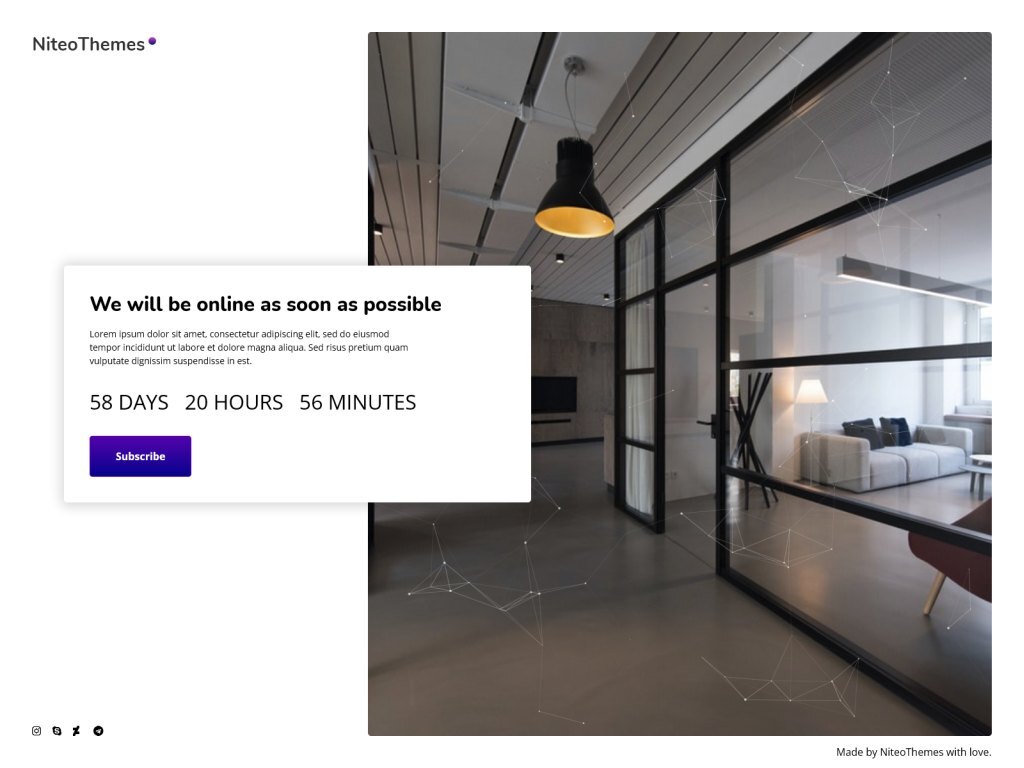 NiteoThemes
We will be online as soon as possible
Lorem ipsum dolor sit amet, consectetur adipiscing elit, sed do eiusmod
tempor incididunt ut labore et dolore magna aliqua. Sed risus pretium quam
vulputate dignissim suspendisse in est.
58 DAYS 20 HOURS 56 MINUTES
Subscribe
Made by NiteoThemes with love.